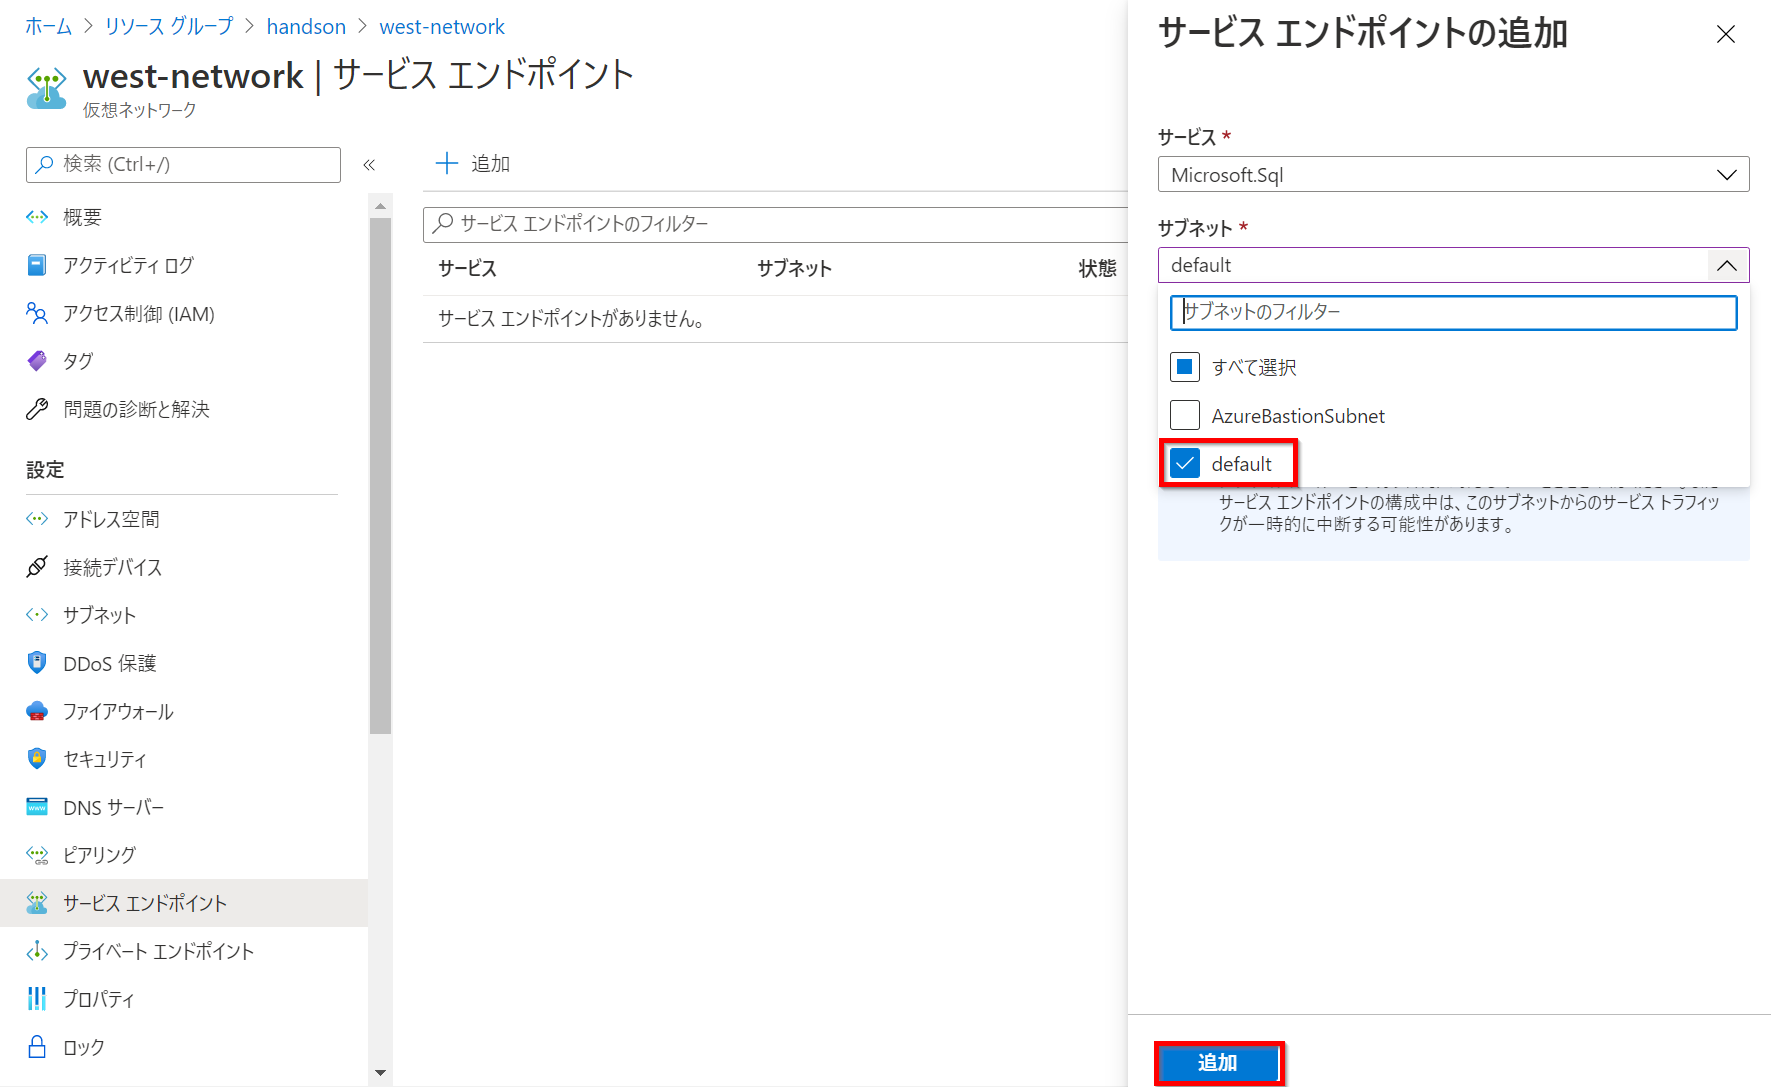 ホーム > リソース グループ > handson > west-network
west-network | サービス エンドポイント
仮想ネットワーク
検索 (Ctrl+/)
«
概要
アクティビティ ログ
アクセス制御 (IAM)
タグ
問題の診断と解決
設定
アドレス空間
接続デバイス
サブネット
DDoS 保護
ファイアウォール
セキュリティ
DNS サーバー
ピアリング
サービス エンドポイント
プライベート エンドポイント
プロパティ
ロック
追加
サービス エンドポイントのフィルター
サービス サブネット 状態
サービス エンドポイントがありません。
サービス エンドポイントの追加
サービス *
Microsoft.Sql
サブネット *
default
サブネットのフィルター
すべて選択
AzureBastionSubnet
default
サービス エンドポイントの構成中は、このサブネットからのサービス トラフィッ
クが一時的に中断する可能性があります。
追加